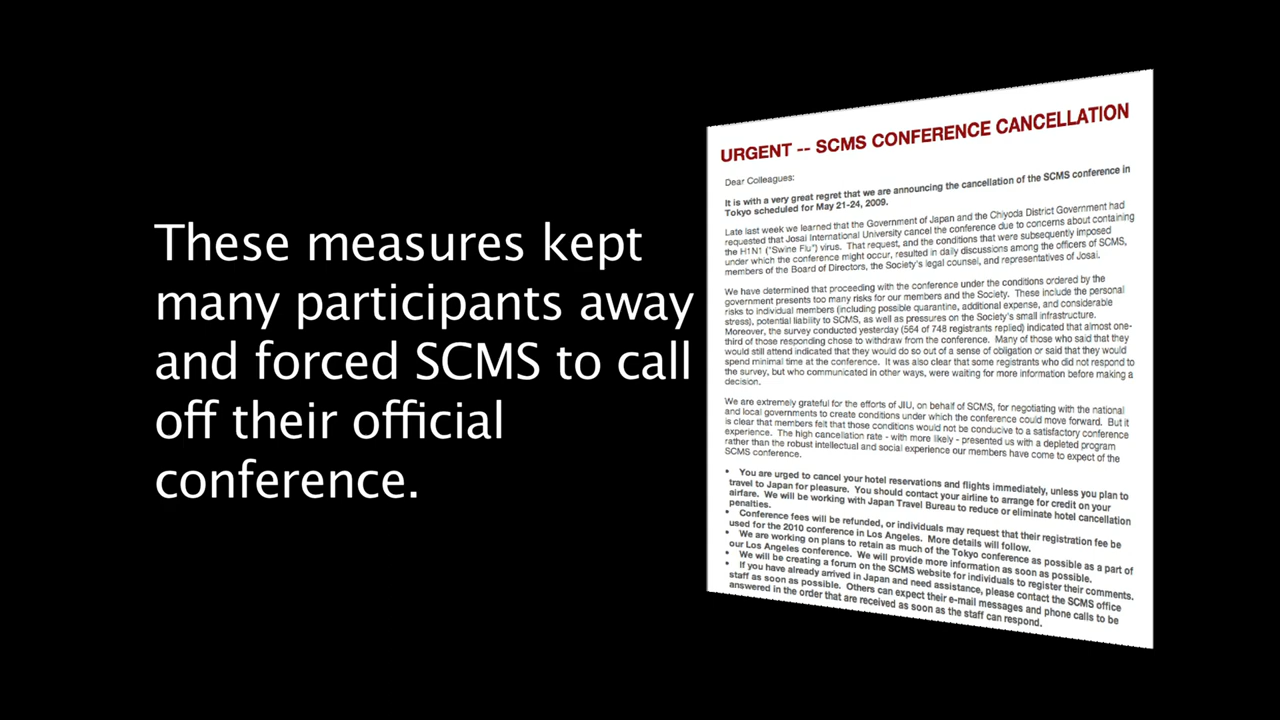 These measures kept
many participants away
and forced SCMS to call
off their official
conference.
URGENT -- SCMS CONFERENCE CANCELLATION
Dear Colleagues:
It is with a very great regret that we are announcing the cancellation of the SCMS conference in
Tokyo scheduled for May 21-24, 2009.
Late last week we learned that the Government of Japan and the Chiyoda District Government had
requested that Josai International University cancel the conference due to concerns about containing
the H1N1 ("Swine Flu") virus. That request, and the conditions that were subsequently imposed
under which the conference might occur, resulted in daily discussions among the officers of SCMS,
members of the Board of Directors, the Society's legal counsel, and representatives of Josai.
We have determined that proceeding with the conference under the conditions ordered by the
government presents too many risks for our members and the Society. These include the personal
risks to individual members (including possible quarantine, additional expense, and considerable
stress), potential liability to SCMS, as well as pressures on the Society's small infrastructure.
Moreover, the survey conducted yesterday (564 of 748 registrants replied) indicated that almost one-
third of those responding chose to withdraw from the conference. Many of those who said that they
would still attend indicated that they would do so out of a sense of obligation or said that they would
spend minimal time at the conference. It was also clear that some registrants who did not respond to
the survey, but who communicated in other ways, were waiting for more information before making a
decision.
We are extremely grateful for the efforts of JIU, on behalf of SCMS, for negotiating with the national
and local governments to create conditions under which the conference could move forward. But it
is clear that members felt that those conditions would not be conducive to a satisfactory conference
experience. The high cancellation rate - with more likely - presented us with a depleted program
rather than the robust intellectual and social experience our members have come to expect of the
SCMS conference.
• You are urged to cancel your hotel reservations and flights immediately, unless you plan to
travel to Japan for pleasure. You should contact your airline to arrange for credit on your
airfare. We will be working with Japan Travel Bureau to reduce or eliminate hotel cancellation
penalties.
• Conference fees will be refunded, or individuals may request that their registration fee be
used for the 2010 conference in Los Angeles. More details will follow.
• We are working on plans to retain as much of the Tokyo conference as possible as a part of
our Los Angeles conference. We will provide more information as soon as possible.
• We will be creating a forum on the SCMS website for individuals to register their comments.
• If you have already arrived in Japan and need assistance, please contact the SCMS office
staff as soon as possible. Others can expect their e-mail messages and phone calls to be
answered in the order that are received as soon as the staff can respond.